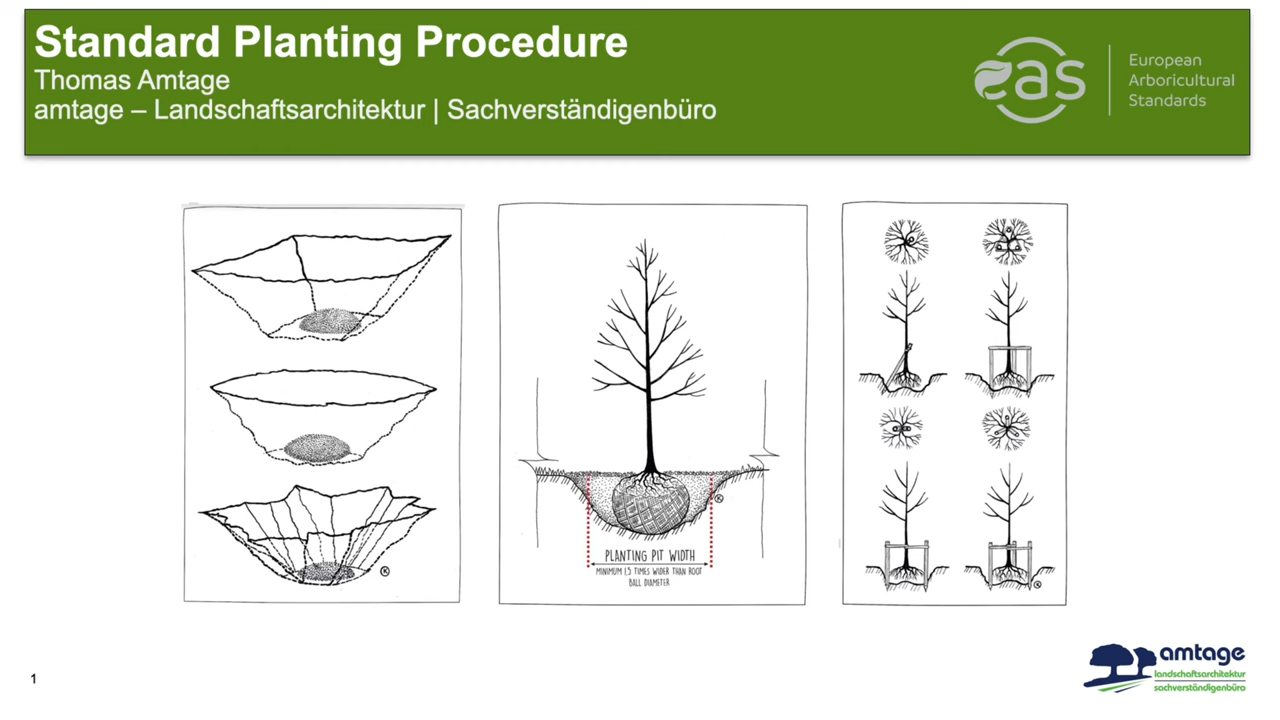 Standard Planting Procedure
Thomas Amtage
amtage – Landschaftsarchitektur | Sachverständigenbüro
eas
European
Arboricultural
Standards
PLANTING PIT WIDTH
MINIMUM 1,5 TIMES WIDER THAN ROOT
BALL DIAMETER
K
K
K
1
amtage
landschaftsarchitektur
sachverständigenbüro